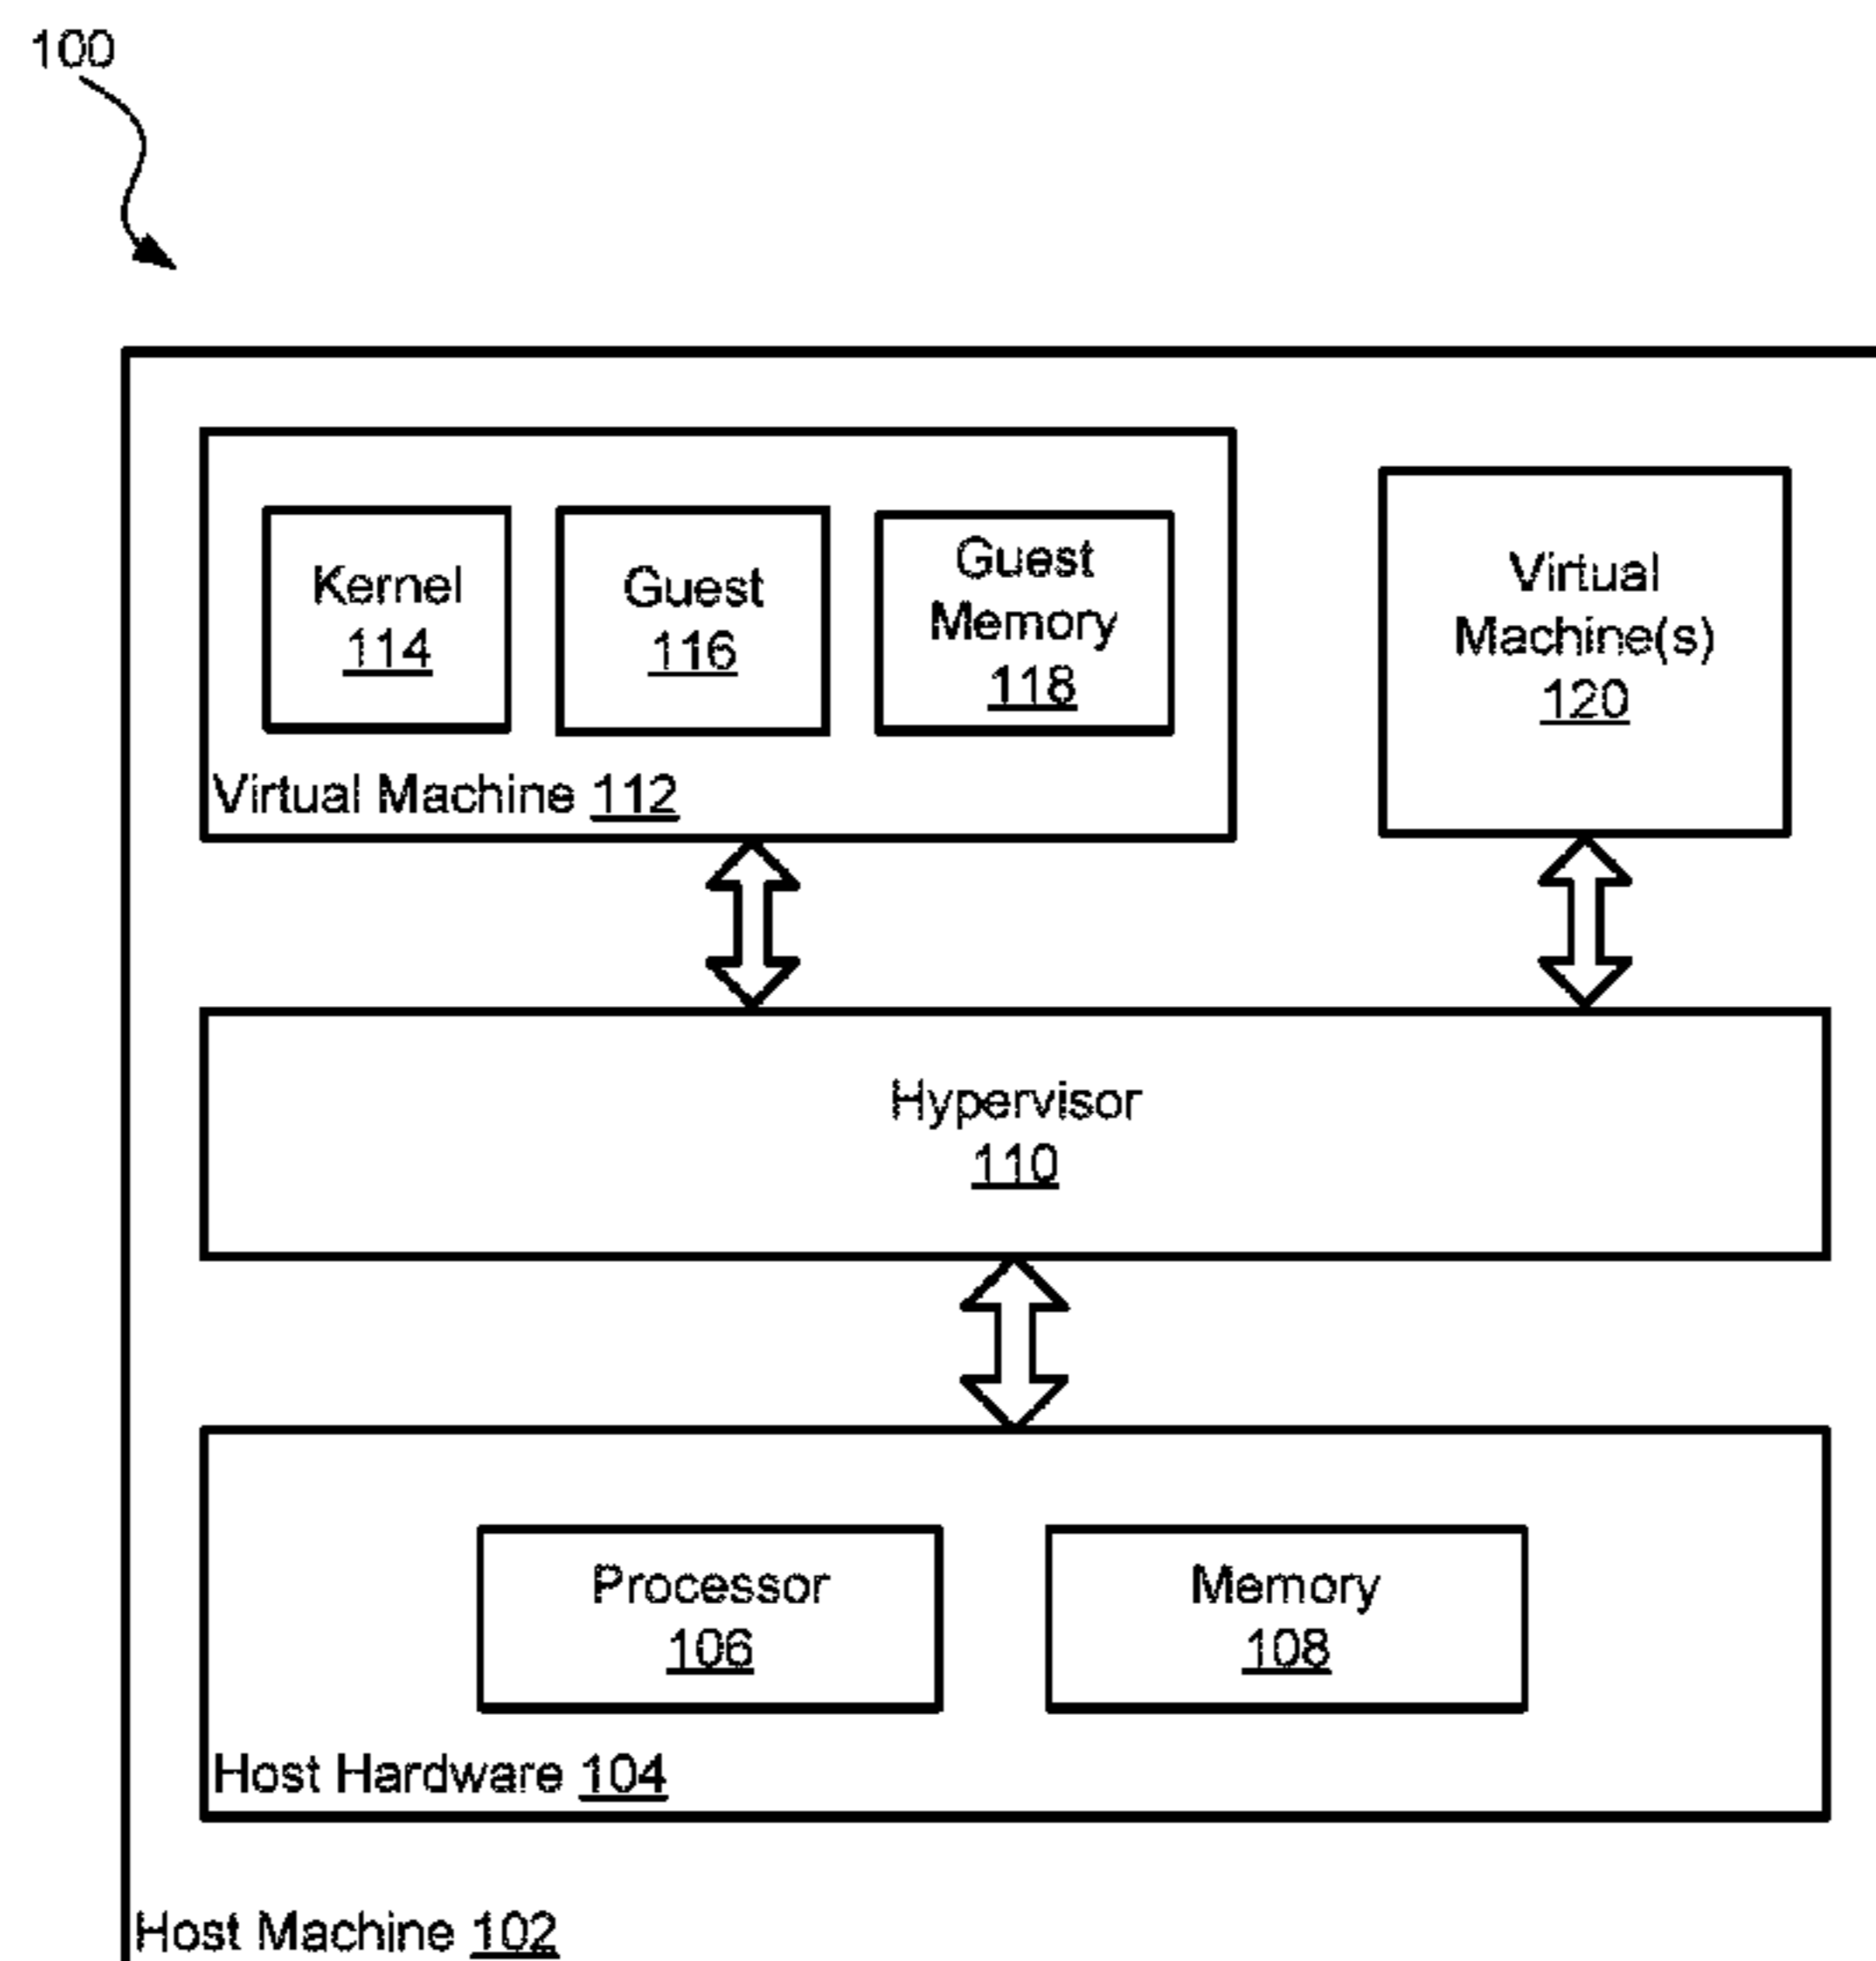 100
Kernel
114
Guest
116
Guest
Memory
118
Virtual Machine 112
Virtual
Machine(s)
120
Hypervisor
110
Processor
106
Memory
108
Host Hardware 104
Host Machine 102